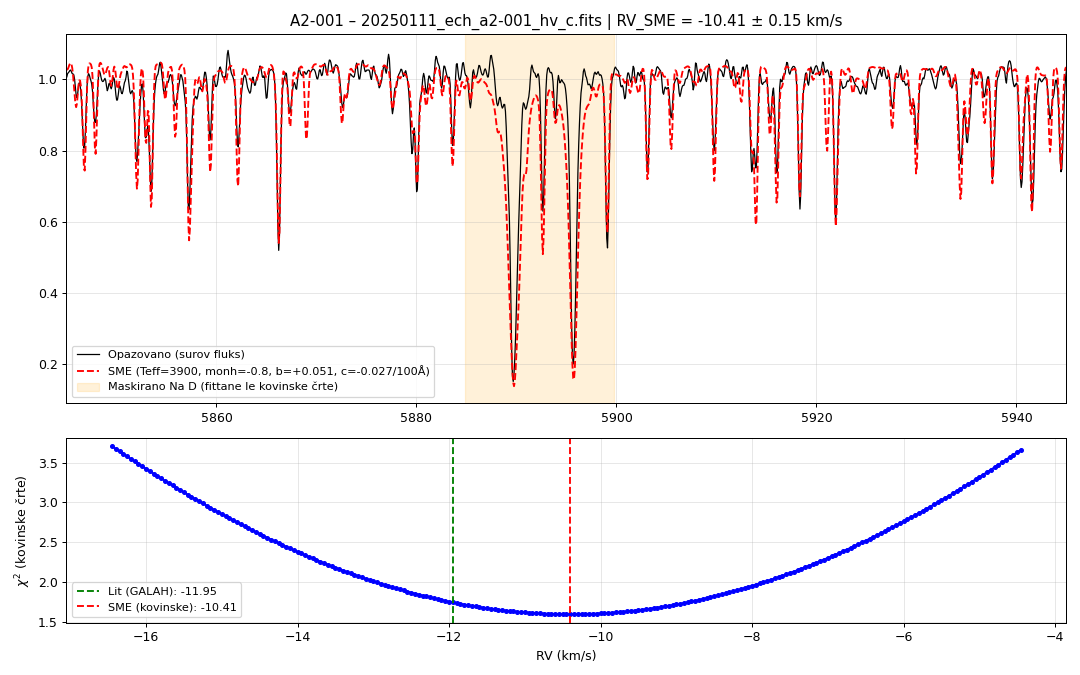 A2-001 – 20250111_ech_a2-001_hv_c.fits | RV_SME = -10.41 ± 0.15 km/s
1.0
0.8
0.6
0.4
0.2
Opazovano (surov fluks)
SME (Teff=3900, monh=-0.8, b=+0.051, c=-0.027/100Å)
Maskirano Na D (fittane le kovinske črte)
5860 5880 5900 5920 5940
χ² (kovinske črte)
3.5
3.0
2.5
2.0
1.5
Lit (GALAH): -11.95
SME (kovinske): -10.41
−16 −14 −12 −10 −8 −6 −4
RV (km/s)